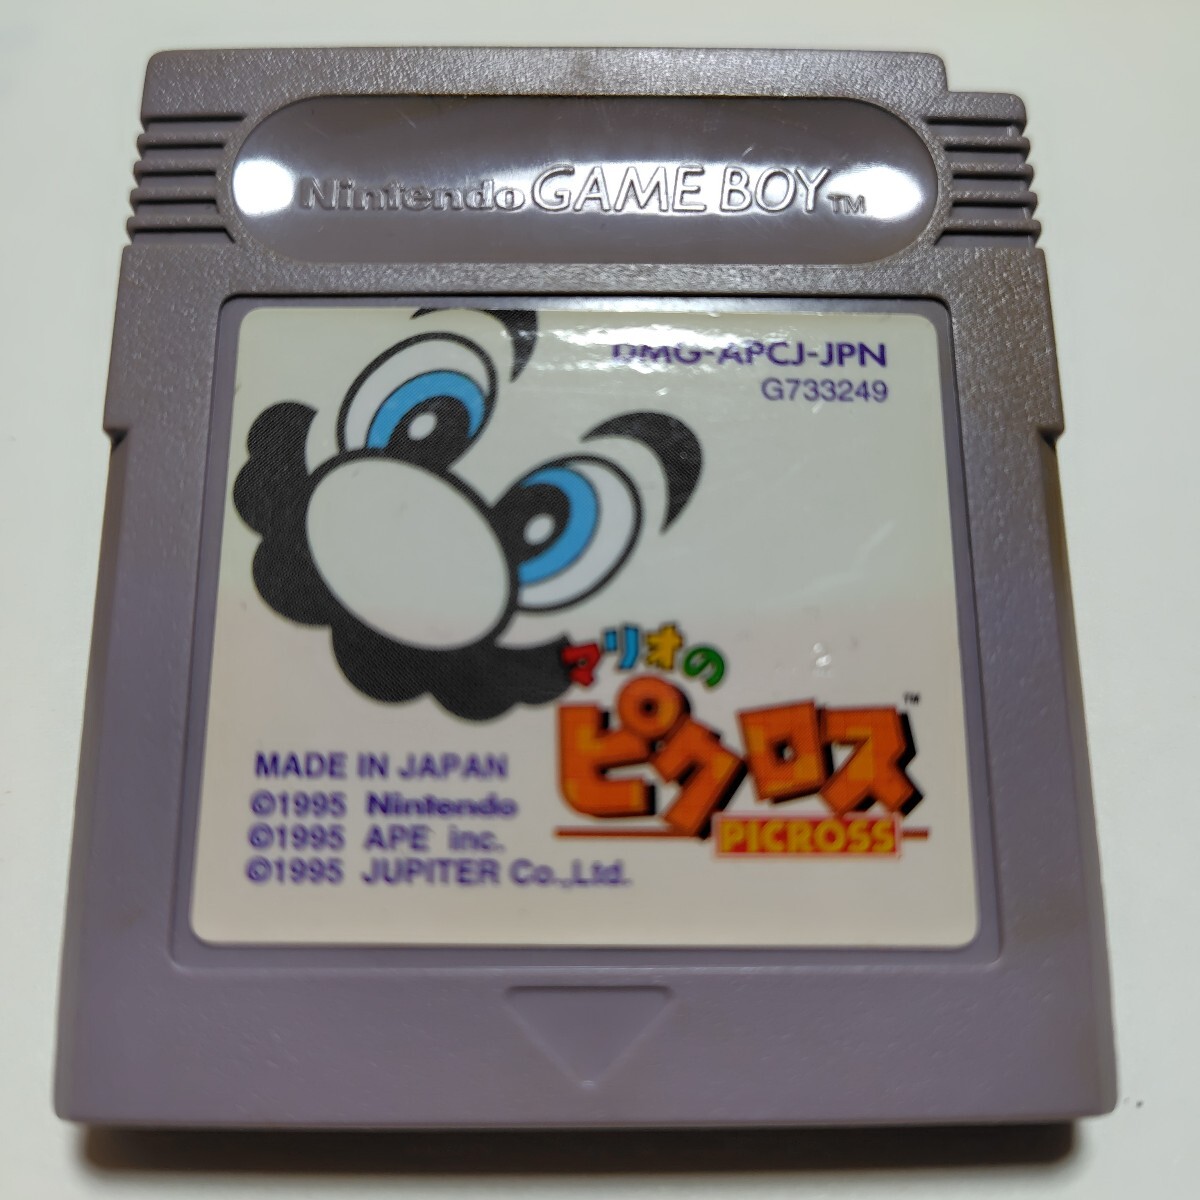 Nintendo GAME BOY™
DMG-APCJ-JPN
G733249
マリオの
ピクロス™
PICROSS
MADE IN JAPAN
©1995 Nintendo
©1995 APE inc.
©1995 JUPITER Co.,Ltd.